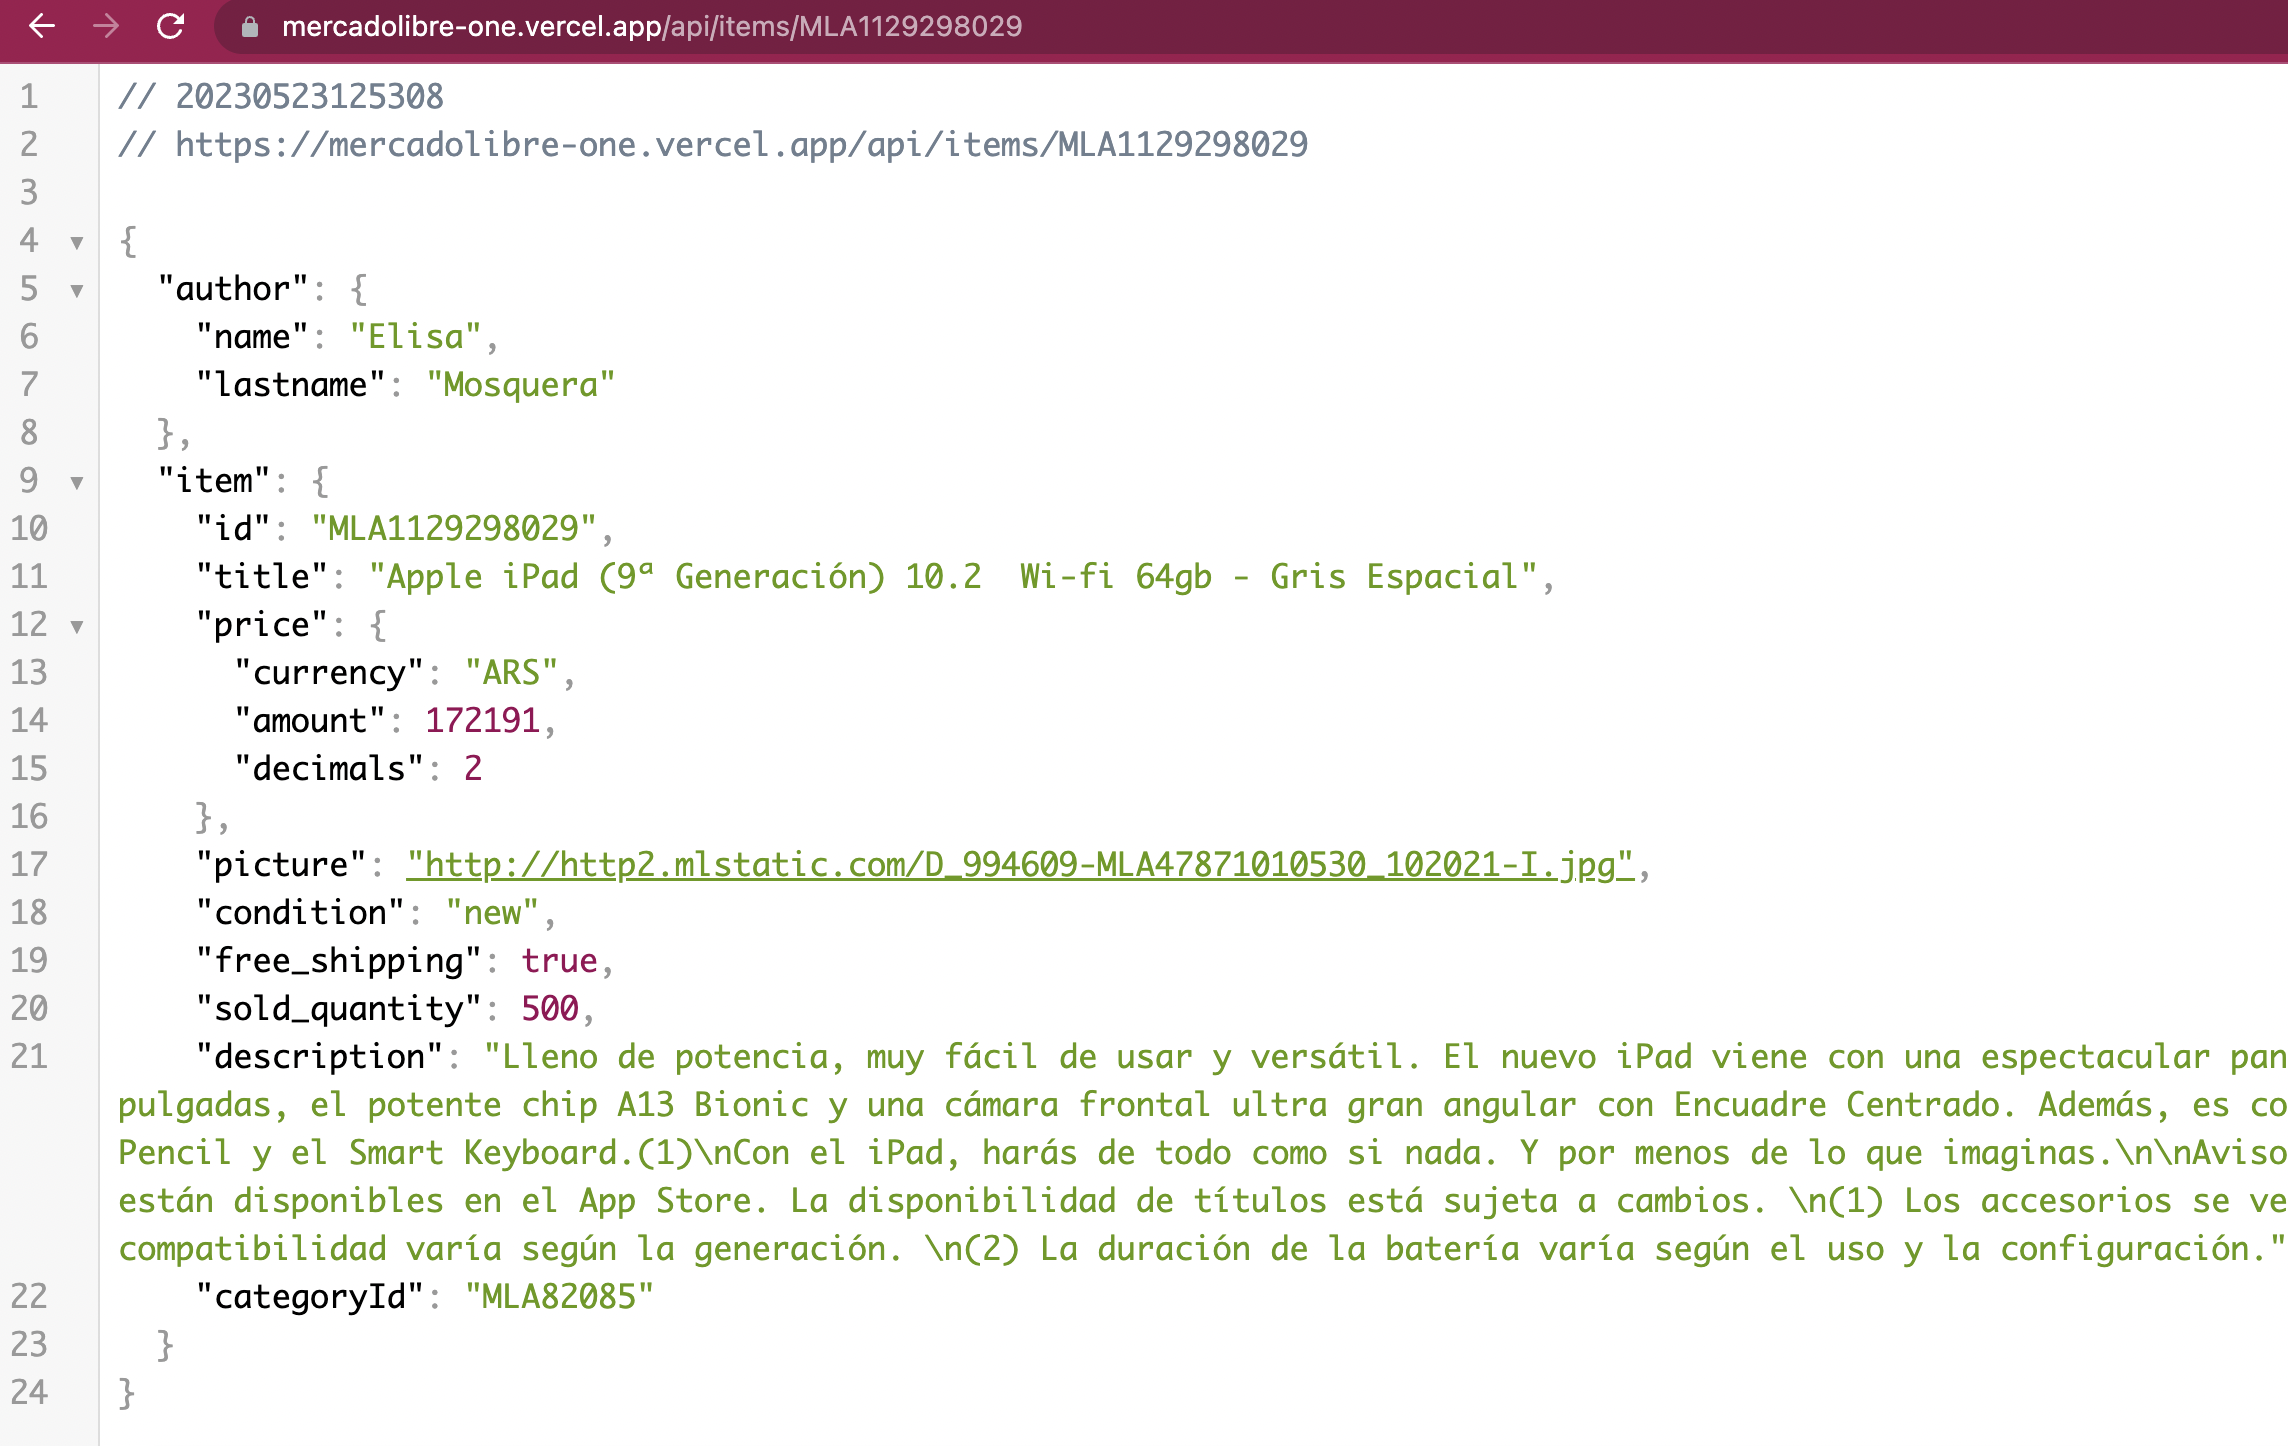 mercadolibre-one.vercel.app/api/items/MLA1129298029
1 // 20230523125308
2 // https://mercadolibre-one.vercel.app/api/items/MLA1129298029
3
4 {
5 "author": {
6 "name": "Elisa",
7 "lastname": "Mosquera"
8 },
9 "item": {
10 "id": "MLA1129298029",
11 "title": "Apple iPad (9ª Generación) 10.2  Wi-fi 64gb - Gris Espacial",
12 "price": {
13 "currency": "ARS",
14 "amount": 172191,
15 "decimals": 2
16 },
17 "picture": "http://http2.mlstatic.com/D_994609-MLA47871010530_102021-I.jpg",
18 "condition": "new",
19 "free_shipping": true,
20 "sold_quantity": 500,
21 "description": "Lleno de potencia, muy fácil de usar y versátil. El nuevo iPad viene con una espectacular pan
pulgadas, el potente chip A13 Bionic y una cámara frontal ultra gran angular con Encuadre Centrado. Además, es co
Pencil y el Smart Keyboard.(1)\nCon el iPad, harás de todo como si nada. Y por menos de lo que imaginas.\n\nAviso
están disponibles en el App Store. La disponibilidad de títulos está sujeta a cambios. \n(1) Los accesorios se ve
compatibilidad varía según la generación. \n(2) La duración de la batería varía según el uso y la configuración."
22 "categoryId": "MLA82085"
23 }
24 }